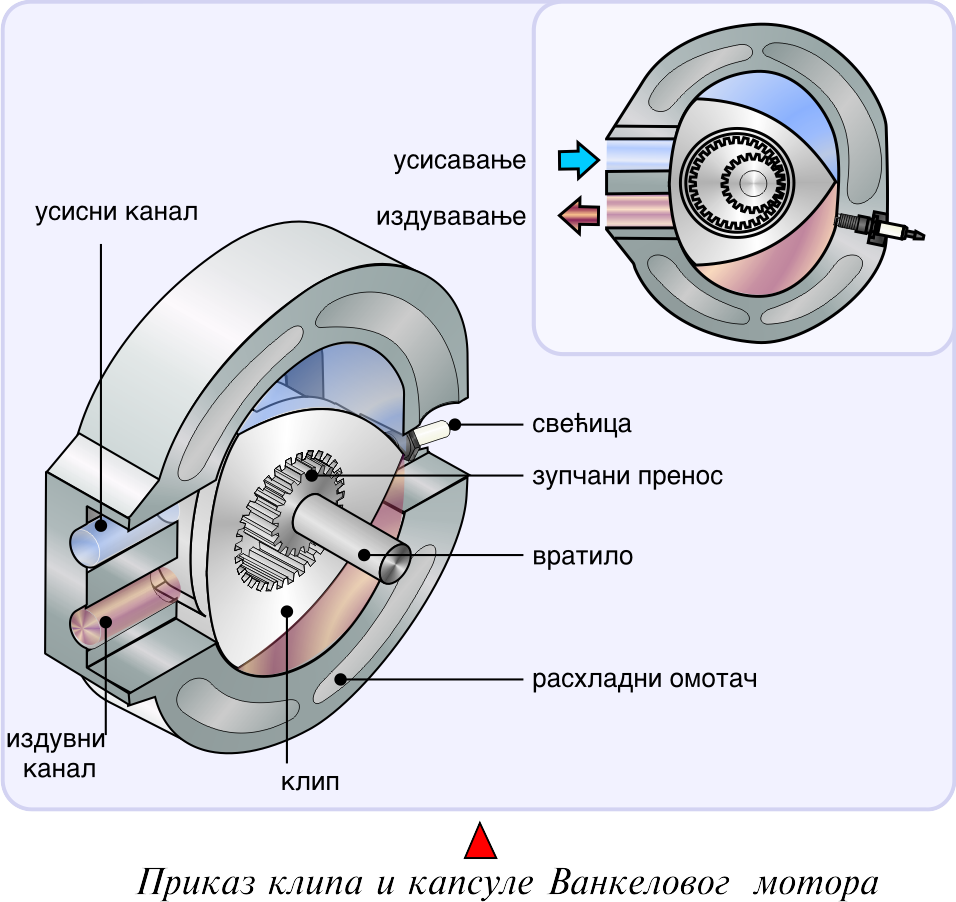 усисавање
издувавање
усисни канал
свећица
зупчани пренос
вратило
расхладни омотач
издувни
канал
клип
Приказ клипа и капсуле Ванкеловог мотора